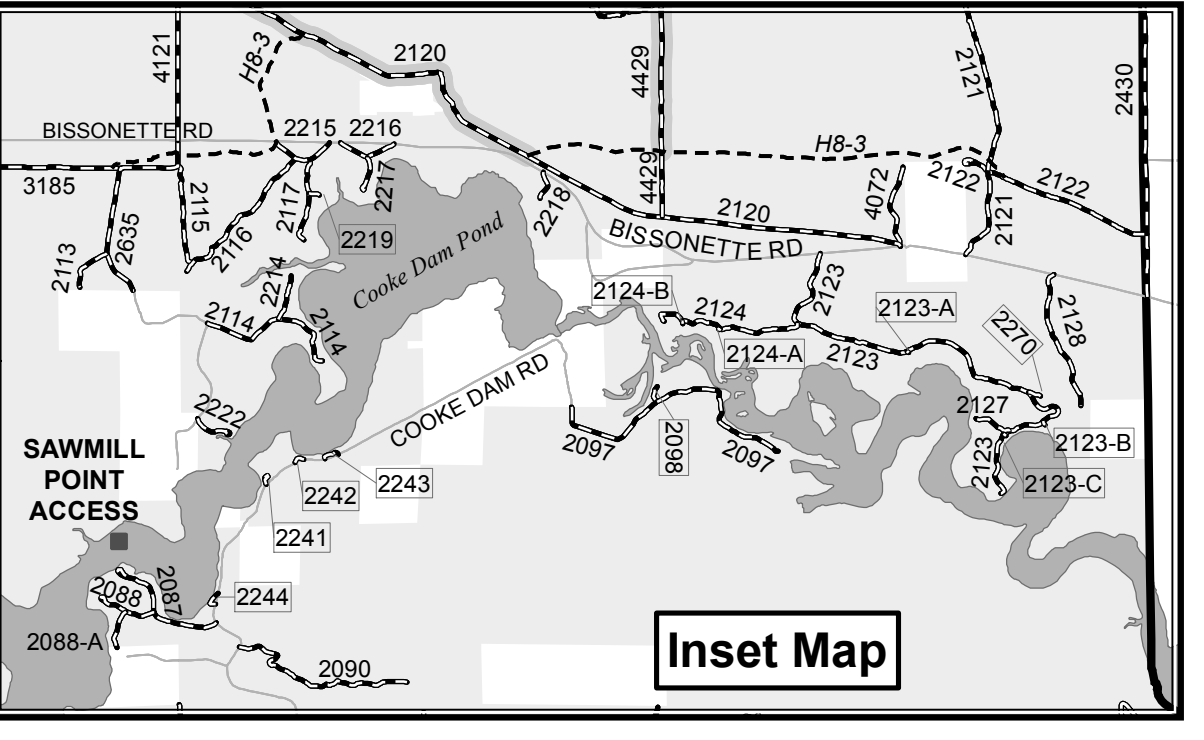 4121
H8-3
2120
4429
2121
2430
BISSONETTE RD
2215
2216
H8-3
3185
2115
2116
2117
2217
2219
2218
4429
2120
4072
2122
2122
2121
BISSONETTE RD
2113
2635
2214
2114
2114
Cooke Dam Pond
2124-B
2124
2124-A
2123
2123-A
2123
2270
2128
COOKE DAM RD
2222
2097
2098
2097
2127
2123
2123-B
2123-C
SAWMILL
POINT
ACCESS
2243
2242
2241
2088
2087
2244
2088-A
2090
Inset Map